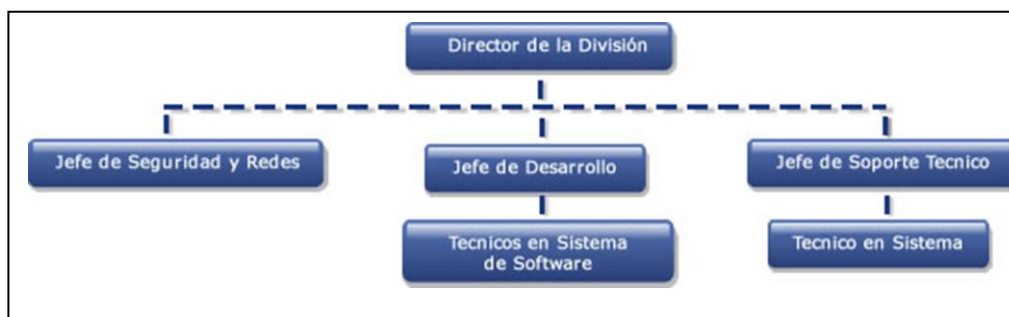 Director de la División
Jefe de Seguridad y Redes
Jefe de Desarrollo
Jefe de Soporte Tecnico
Tecnicos en Sistema
de Software
Tecnico en Sistema